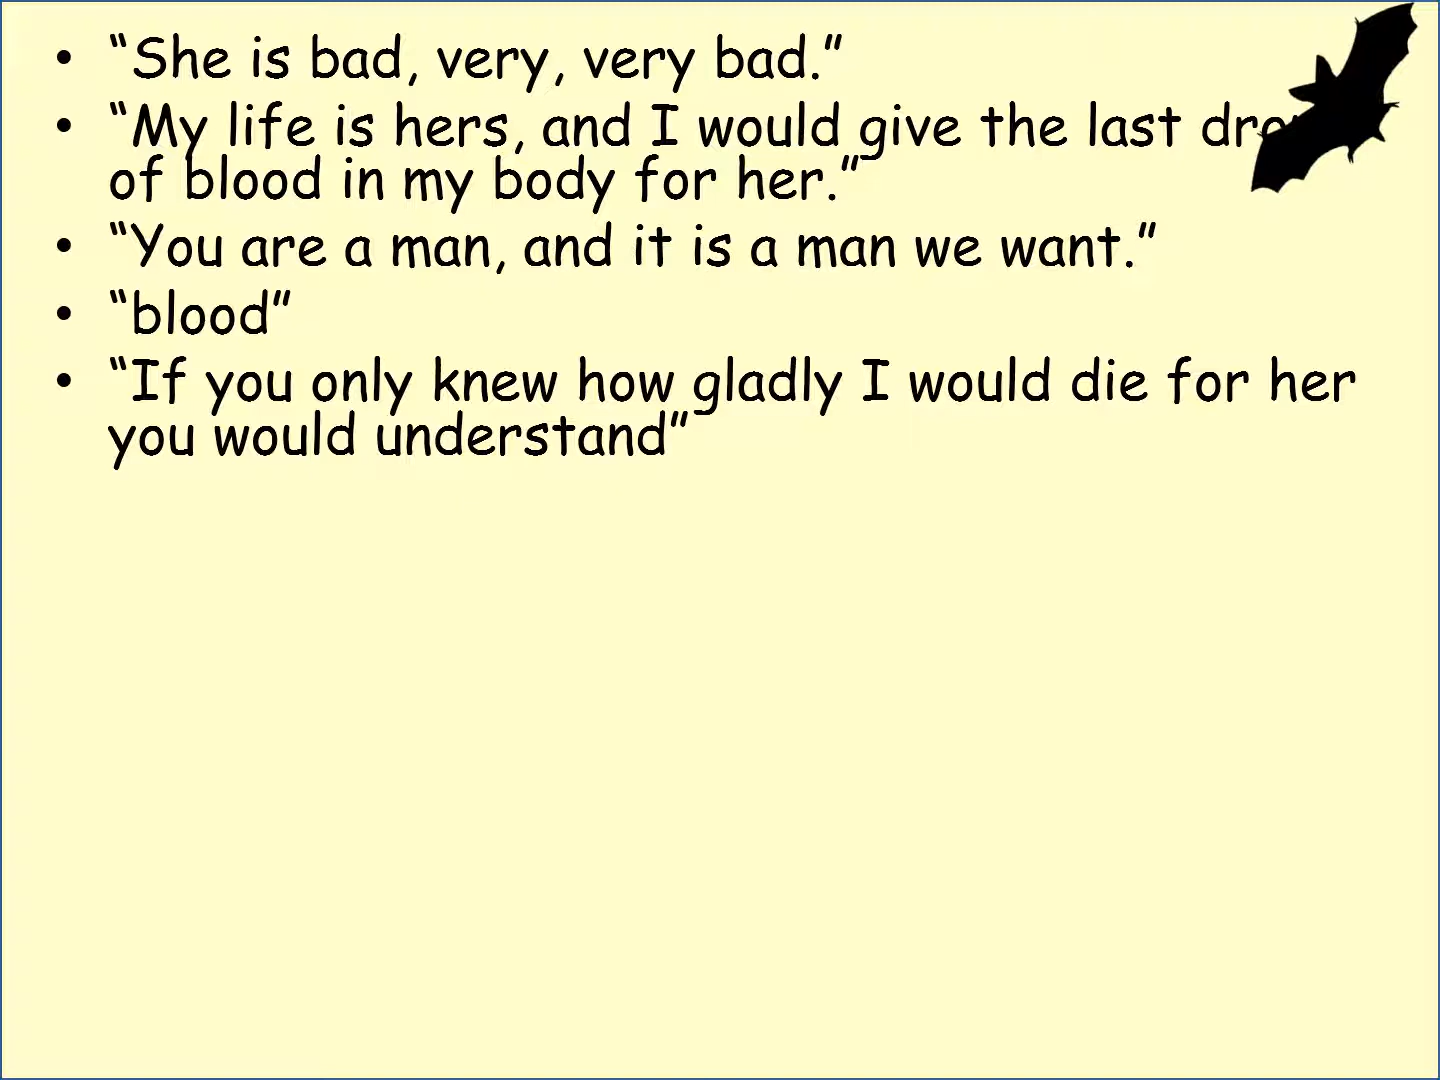 • “She is bad, very, very bad.”
• “My life is hers, and I would give the last
of blood in my body for her.”
• “You are a man, and it is a man we want.”
• “blood”
• “If you only knew how gladly I would die for her
you would understand”